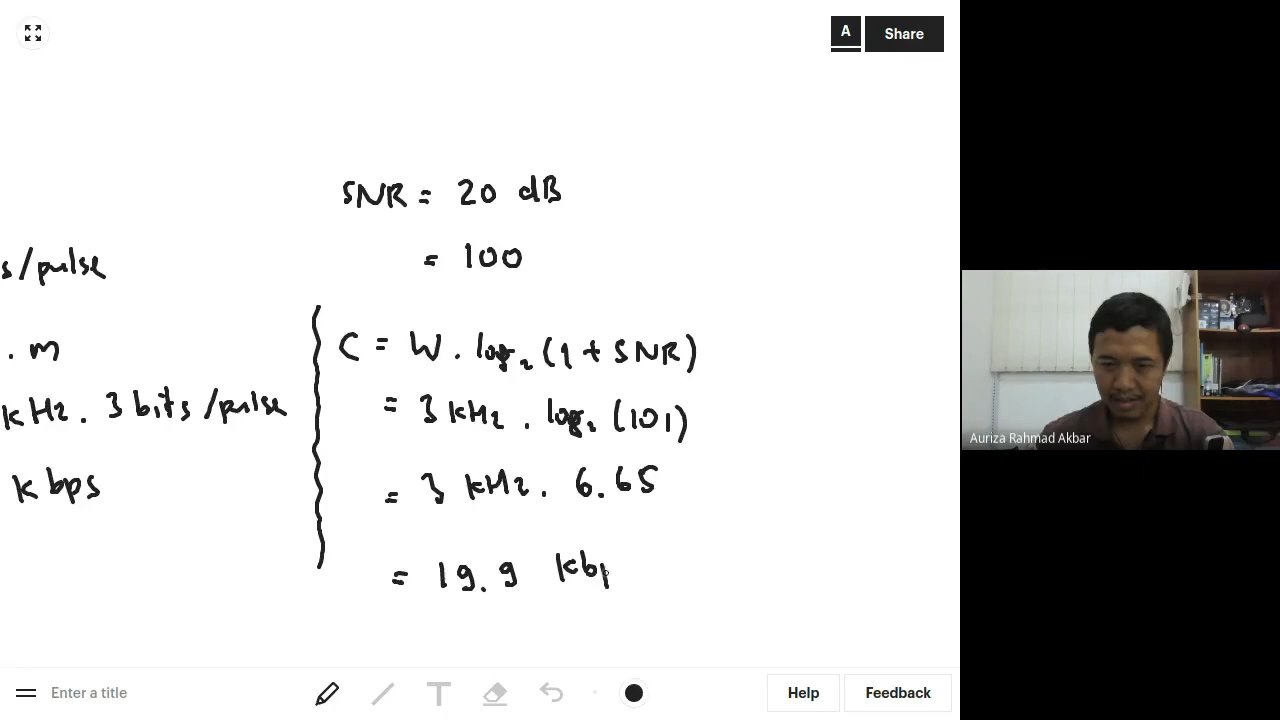 A
Share
SNR = 20 dB
= 100
s/pulse
. m
kHz . 3 bits/pulse
kbps
C = W . log₂ (1 + SNR)
= 3 kHz . log₂ (101)
= 3 kHz . 6.65
= 19.9 kbp
Auriza Rahmad Akbar
Enter a title
T
Help
Feedback